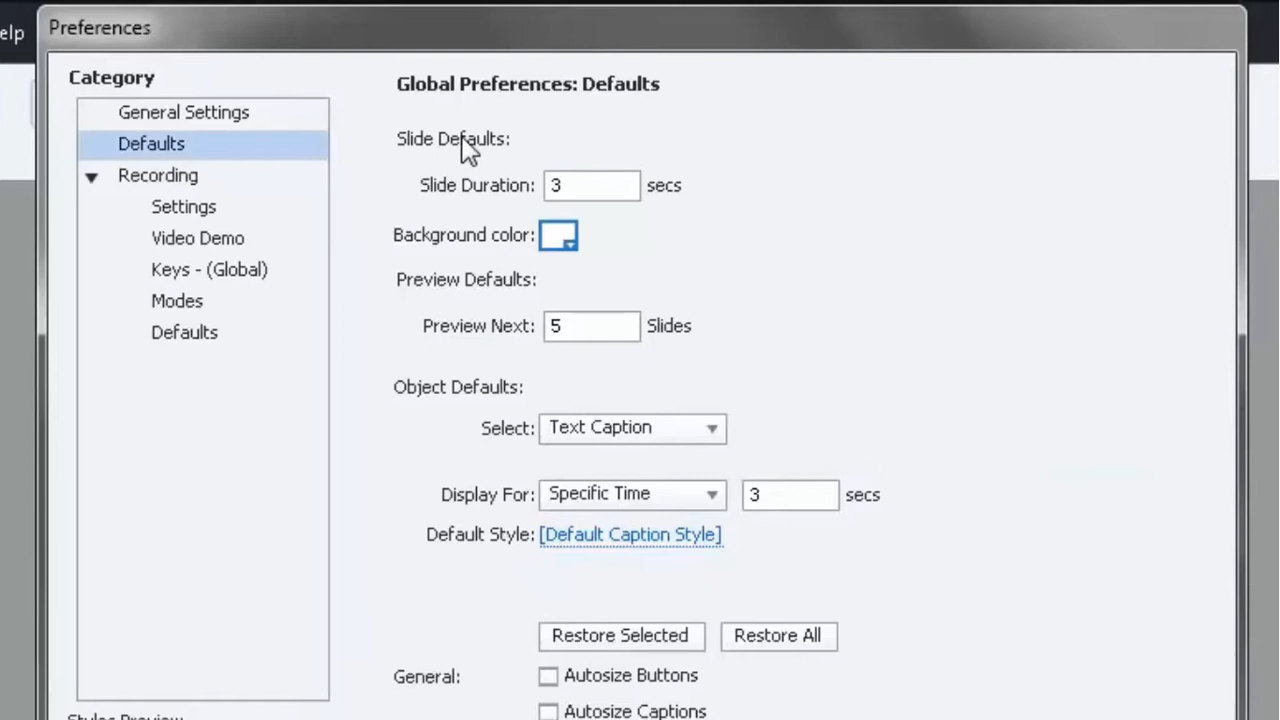 elp
Preferences
Category
General Settings
Defaults
Recording
Settings
Video Demo
Keys - (Global)
Modes
Defaults
Global Preferences: Defaults
Slide Defaults:
Slide Duration: 3 secs
Background color:
Preview Defaults:
Preview Next: 5 Slides
Object Defaults:
Select: Text Caption
Display For: Specific Time 3 secs
Default Style: [Default Caption Style]
Restore Selected Restore All
General: Autosize Buttons
Autosize Captions
Styles Preview